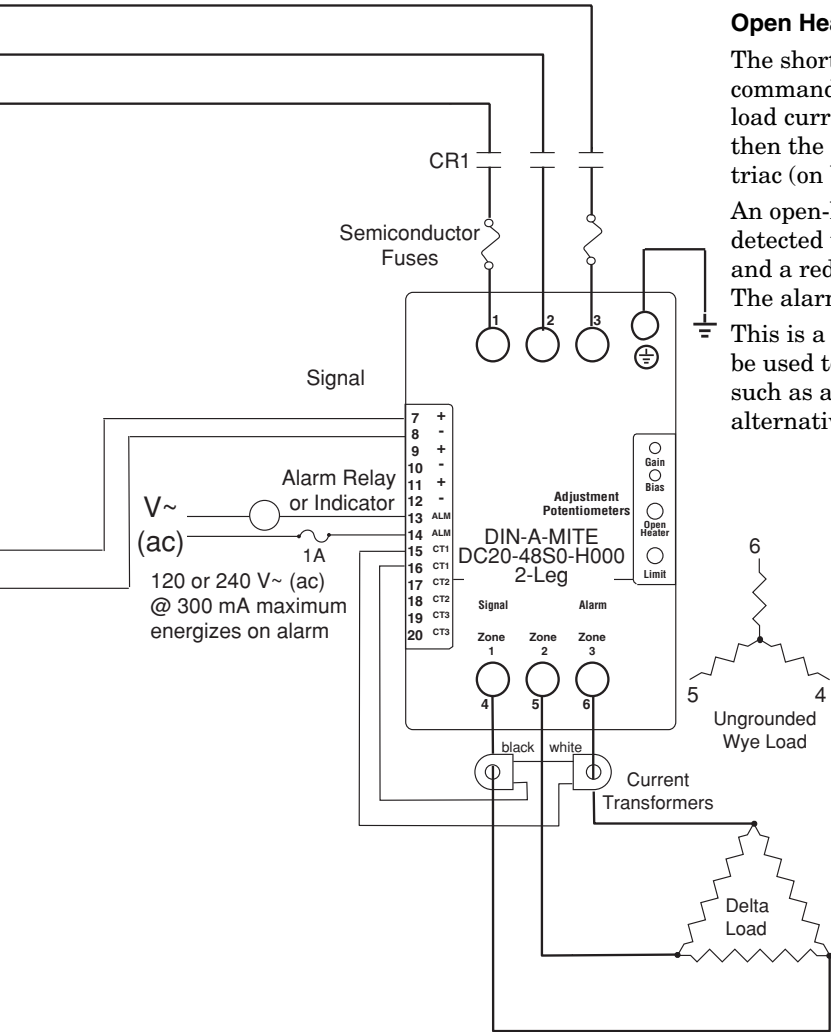 Open Hea
The short
command
load curr
then the
triac (on
An open-
detected
and a red
The alarm
This is a
be used to
such as a
alternativ
CR1
Semiconductor
Fuses
1 2 3
Signal
7 +
8 -
9 +
10 -
11 +
12 -
13 ALM
14 ALM
15 CT1
16 CT1
17 CT2
18 CT2
19 CT3
20 CT3
Alarm Relay
or Indicator
V~
(ac)
1A
120 or 240 V~ (ac)
@ 300 mA maximum
energizes on alarm
Gain
Bias
Open
Heater
Limit
Adjustment
Potentiometers
DIN-A-MITE
DC20-48S0-H000
2-Leg
Signal Alarm
Zone Zone Zone
1 2 3
4 5 6
black white
Current
Transformers
6
5 4
Ungrounded
Wye Load
Delta
Load